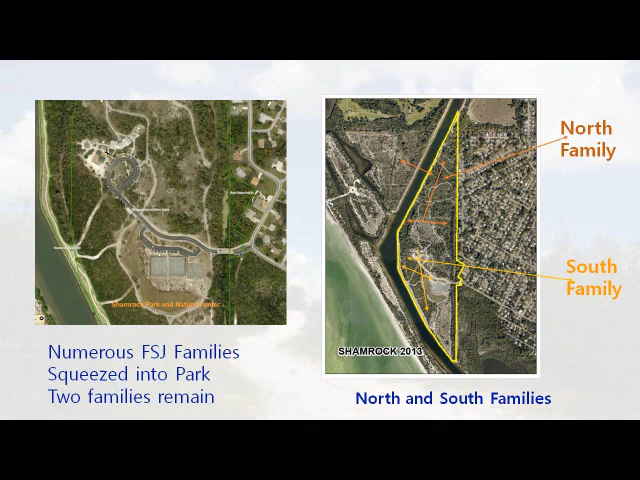 Shamrock Park and Nature Center
Numerous FSJ Families
Squeezed into Park
Two families remain
North
Family
South
Family
SHAMROCK 2013
North and South Families